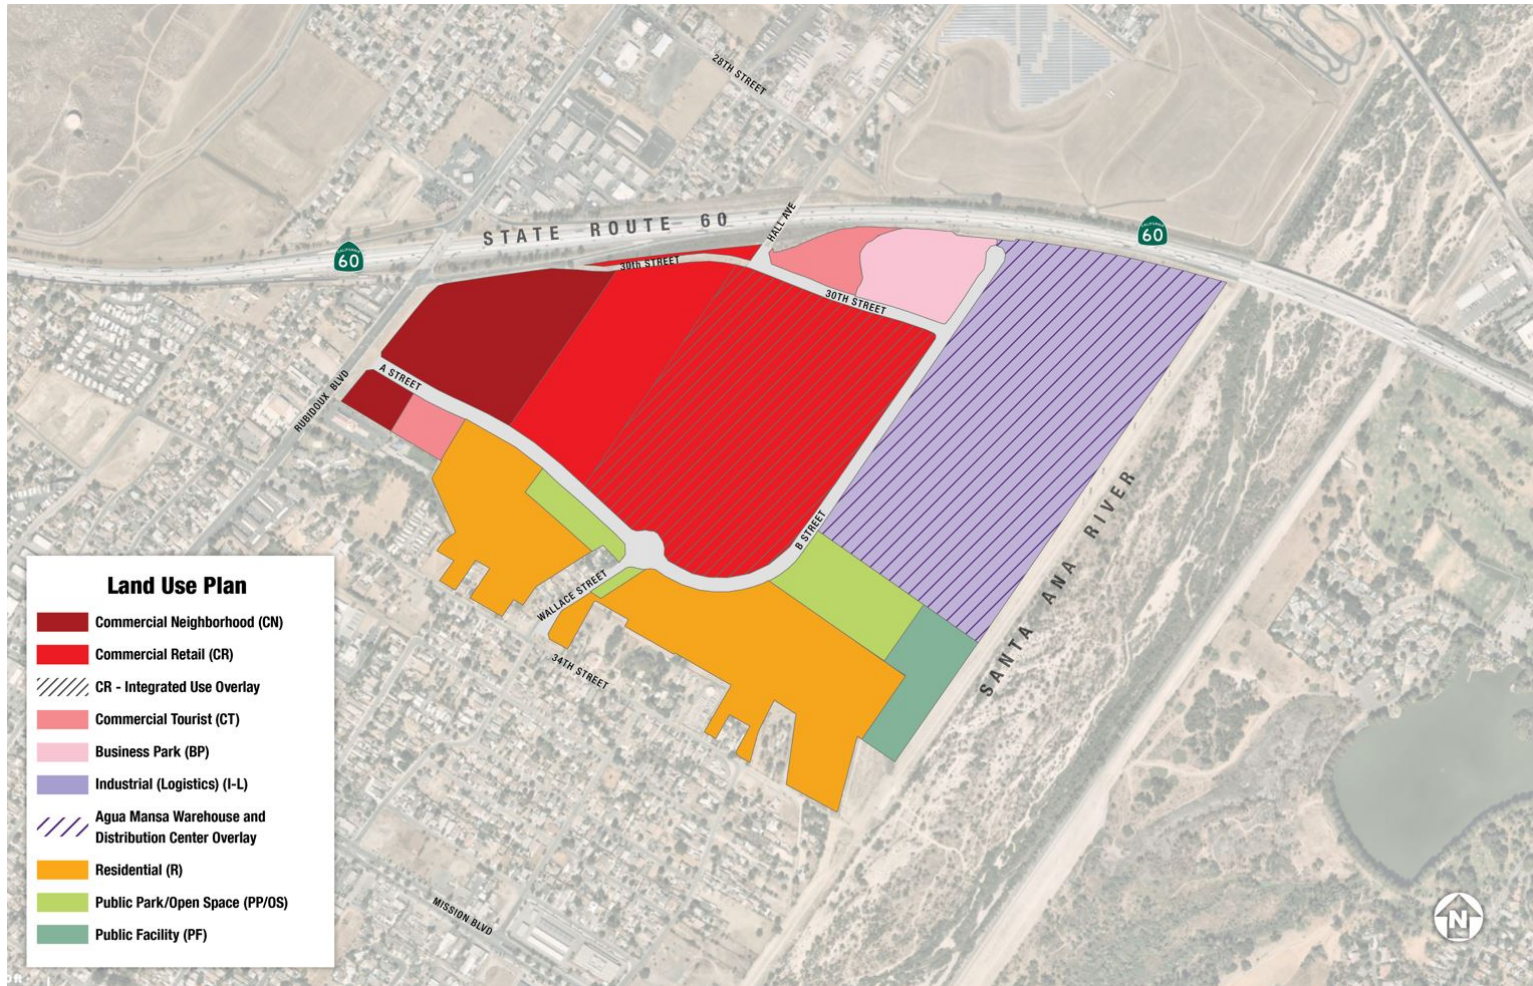 28TH STREET
HALL AVE
STATE ROUTE 60
CALIFORNIA
60
60
30th STREET
30TH STREET
A STREET
RUBIDOUX BLVD
B STREET
WALLACE STREET
34TH STREET
SANTA ANA RIVER
MISSION BLVD
Land Use Plan
Commercial Neighborhood (CN)
Commercial Retail (CR)
CR - Integrated Use Overlay
Commercial Tourist (CT)
Business Park (BP)
Industrial (Logistics) (I-L)
Agua Mansa Warehouse and
Distribution Center Overlay
Residential (R)
Public Park/Open Space (PP/OS)
Public Facility (PF)
N